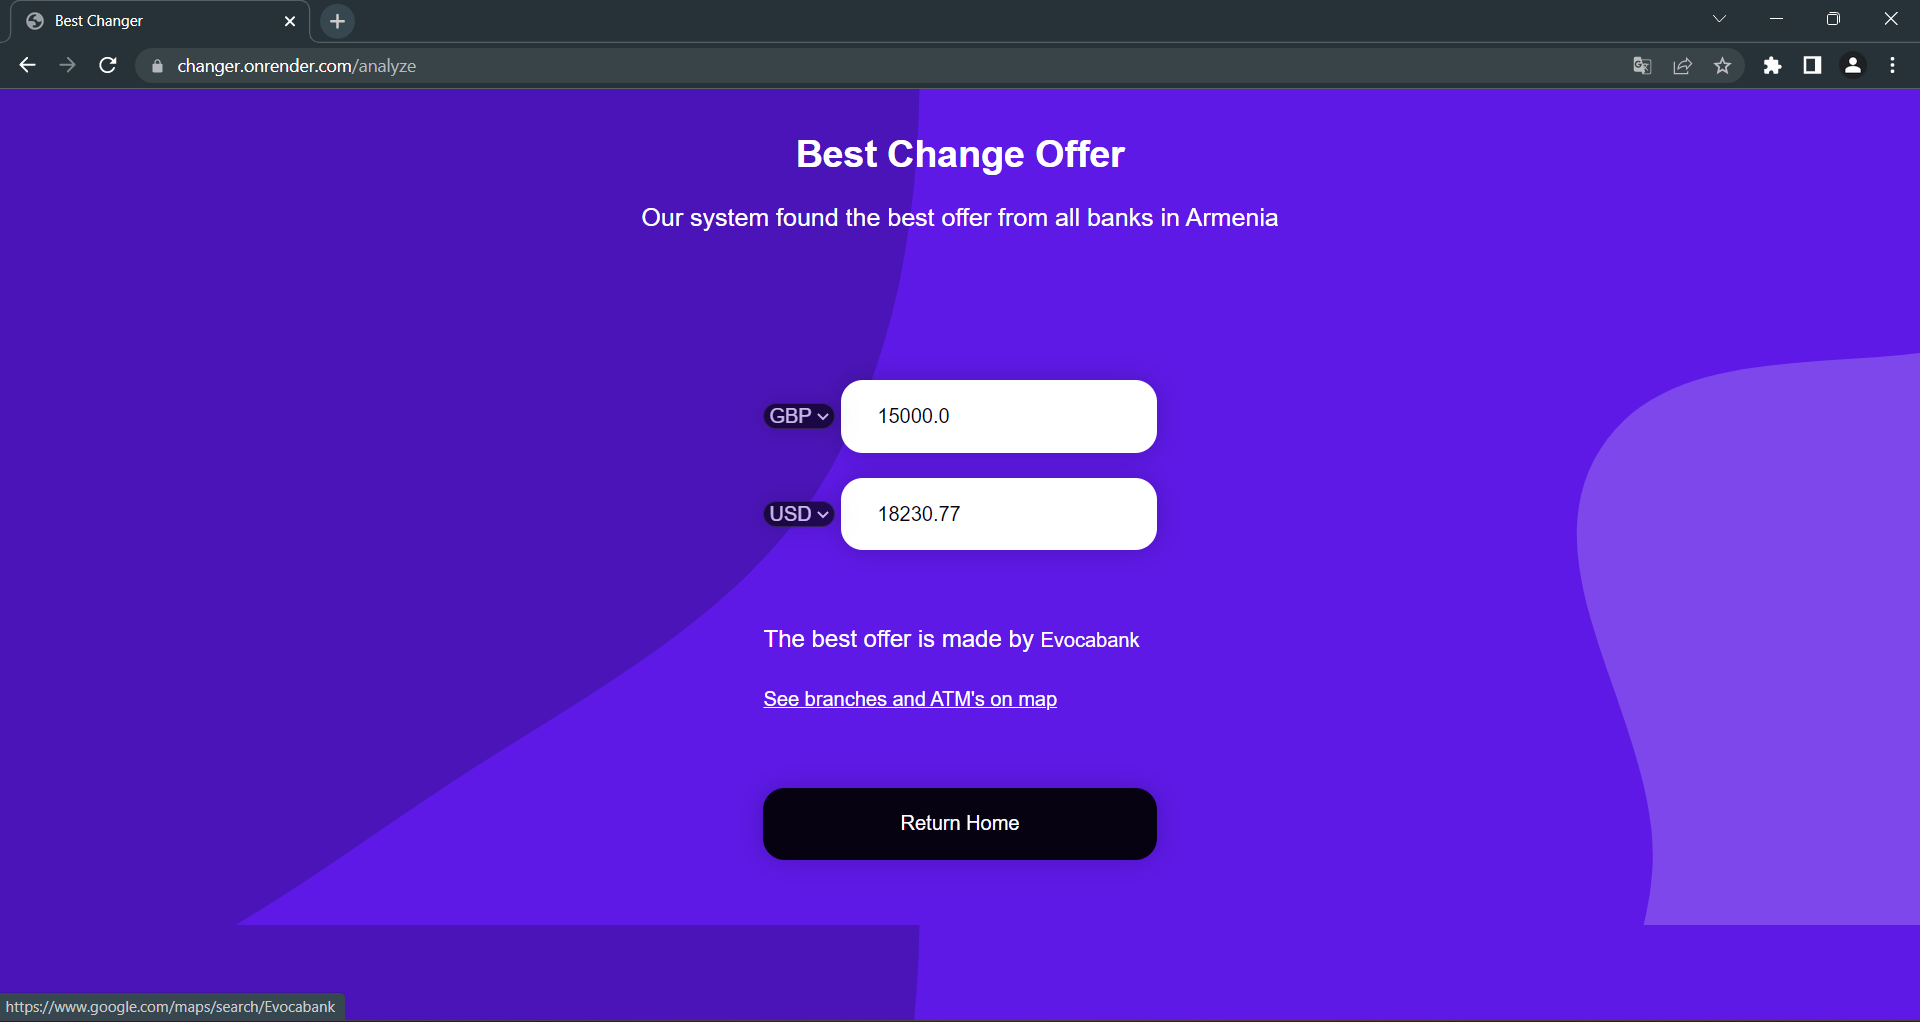 Best Changer
changer.onrender.com/analyze
Best Change Offer
Our system found the best offer from all banks in Armenia
GBP 15000.0
USD 18230.77
The best offer is made by Evocabank
See branches and ATM's on map
Return Home
https://www.google.com/maps/search/Evocabank